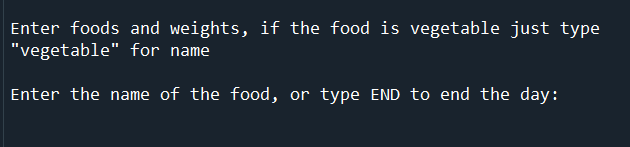 Enter foods and weights, if the food is vegetable just type
"vegetable" for name
Enter the name of the food, or type END to end the day: